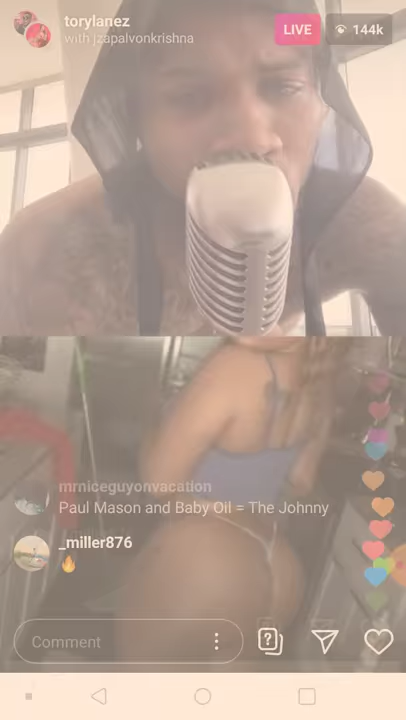 torylanez
with jzapalvonkrishna
LIVE
144k
mrniceguyonvacation
Paul Mason and Baby Oil = The Johnny
_miller876
🔥
Comment